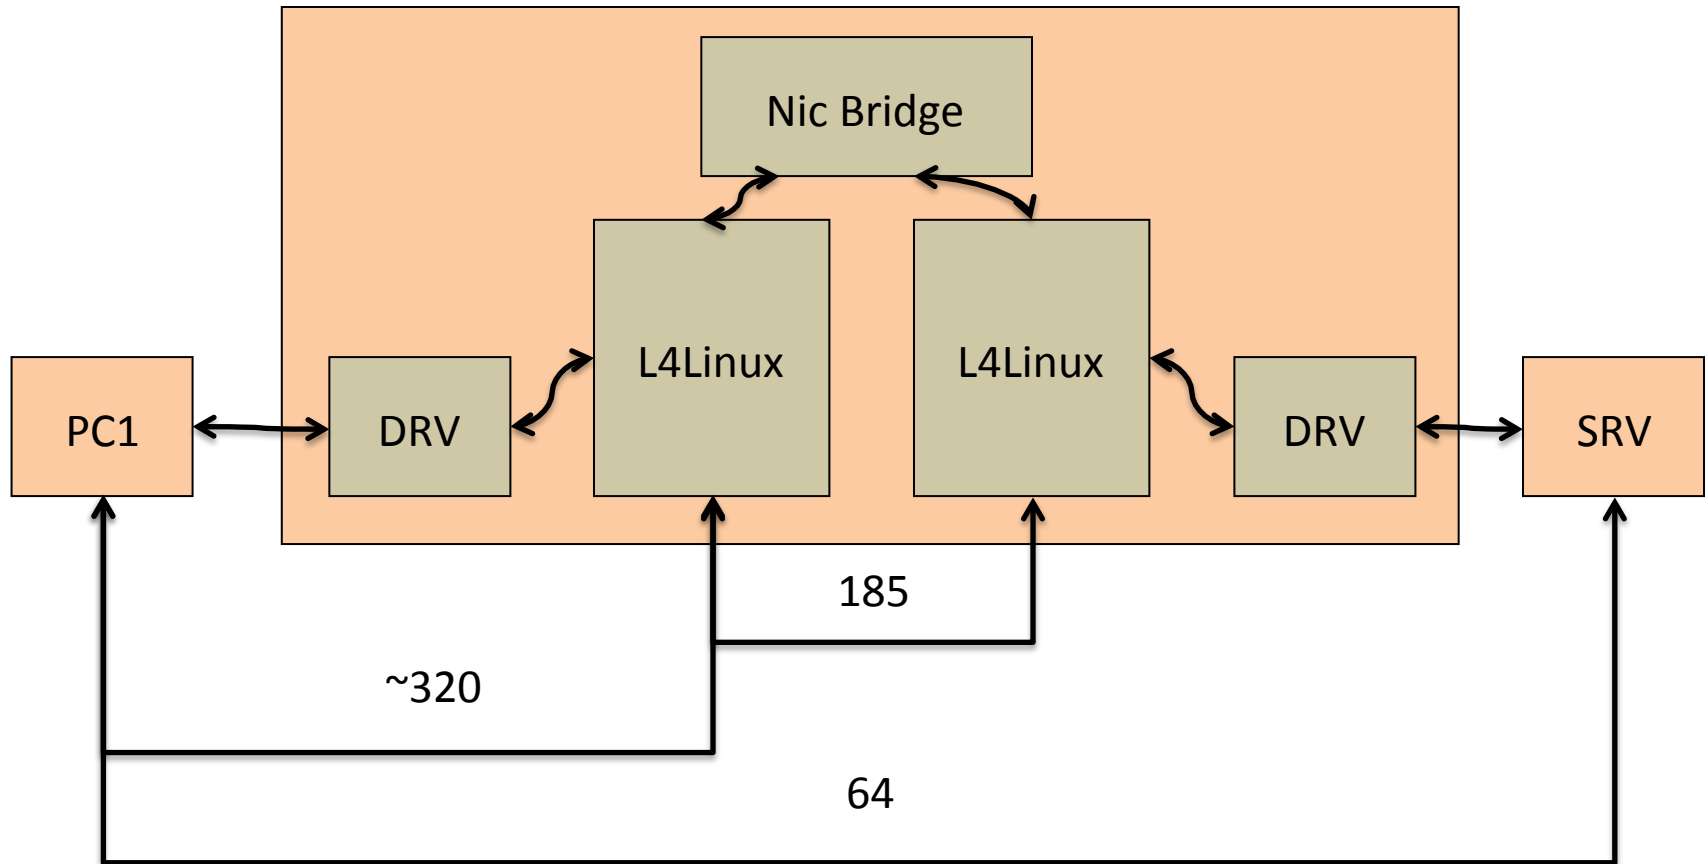 Nic Bridge
L4Linux
L4Linux
PC1
DRV
DRV
SRV
185
~320
64